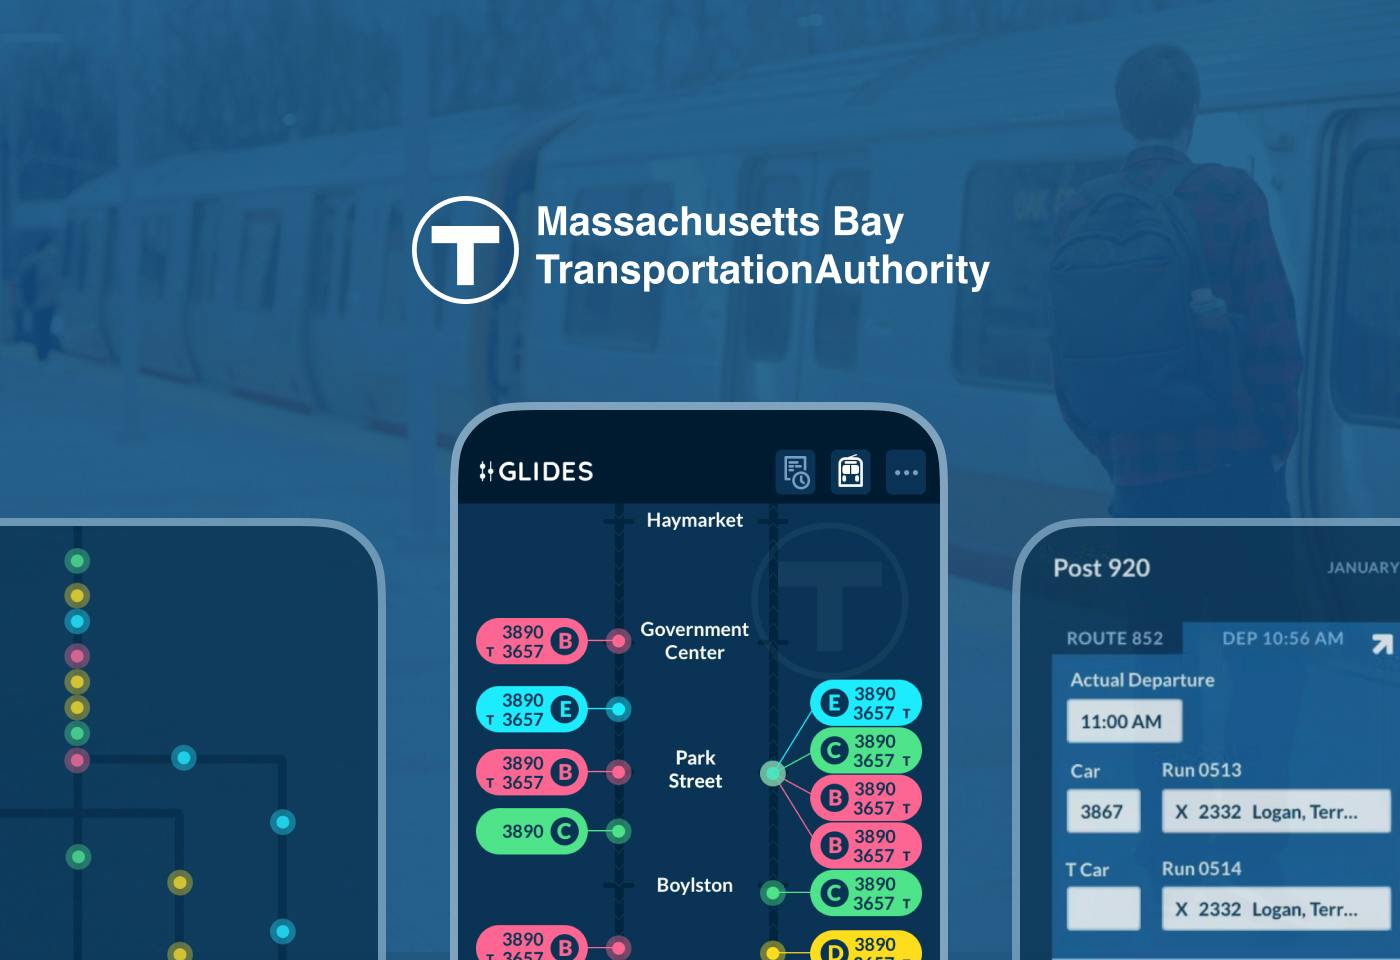 T
Massachusetts Bay
TransportationAuthority
GLIDES
Haymarket
3890
T 3657 B
Government
Center
3890
T 3657 E
3890
T 3657 B
Park
Street
3890 C
Boylston
3890
T 3657 B
E 3890
3657 T
C 3890
3657 T
B 3890
3657 T
B 3890
3657 T
C 3890
3657 T
D 3890
3657 T
Post 920
JANUARY
ROUTE 852
DEP 10:56 AM
Actual Departure
11:00 AM
Car
Run 0513
3867
X 2332 Logan, Terr...
T Car
Run 0514
X 2332 Logan, Terr...